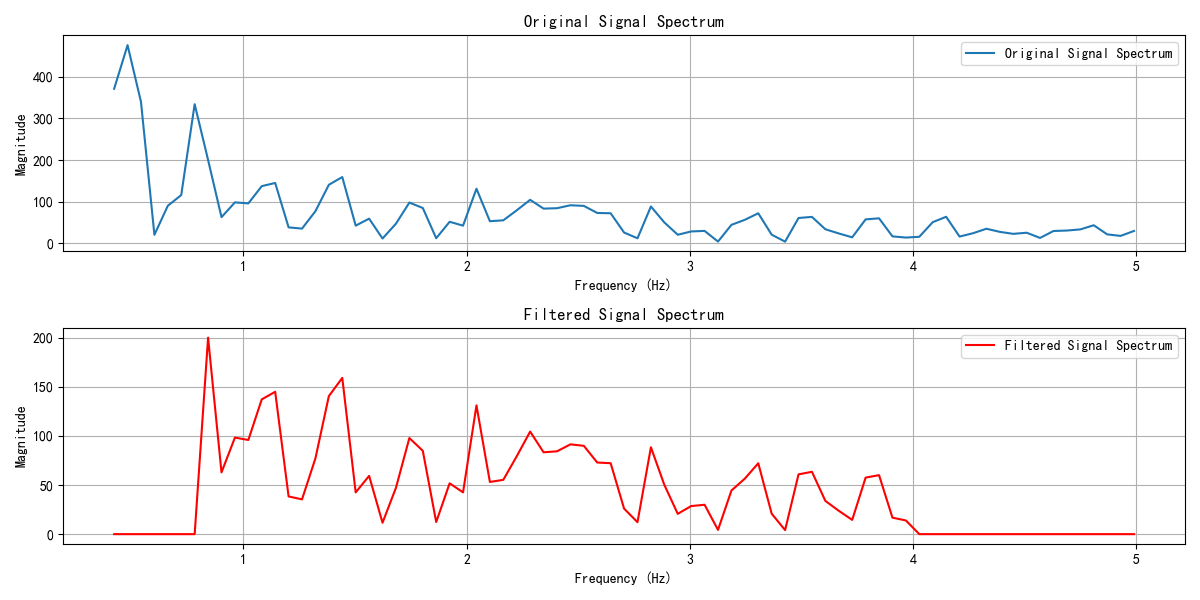 Original Signal Spectrum
Original Signal Spectrum
Magnitude
400
300
200
100
0
1 2 3 4 5
Frequency (Hz)
Filtered Signal Spectrum
Filtered Signal Spectrum
Magnitude
200
150
100
50
0
1 2 3 4 5
Frequency (Hz)